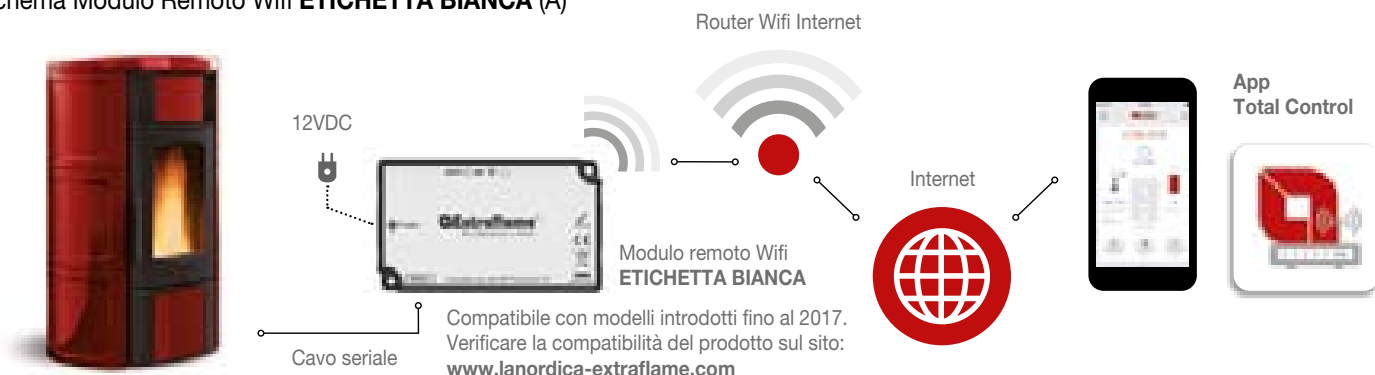 chema Modulo Remoto Wifi ETICHETTA BIANCA (A)
Router Wifi Internet
App
Total Control
12VDC
Internet
Extraflame
Modulo remoto Wifi
ETICHETTA BIANCA
Compatibile con modelli introdotti fino al 2017.
Verificare la compatibilità del prodotto sul sito:
www.lanordica-extraflame.com
Cavo seriale